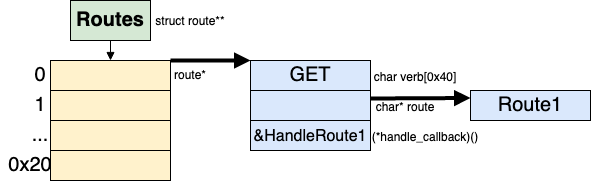 Routes struct route**
0 route* GET char verb[0x40]
1 char* route Route1
... &HandleRoute1 (*handle_callback)()
0x20